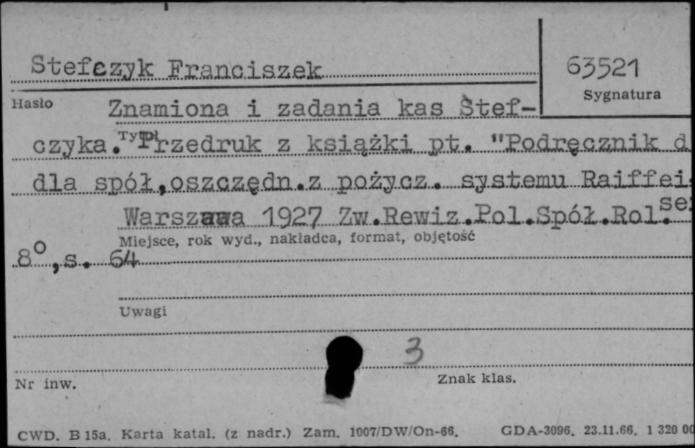 Stefczyk Franciszek
63521
Hasło
Sygnatura
Znamiona i zadania kas Stef-
czyka. Tyt. Przedruk z książki pt. "Podręcznik d
dla spół.oszczędn.z pożycz. systemu Raiffei
se
Warszawa 1927 Zw.Rewiz.Pol.Spół.Rol.
Miejsce, rok wyd., nakładca, format, objętość
8°,s. 64
Uwagi
3
Nr inw.
Znak klas.
CWD. B 15a. Karta katal. (z nadr.) Zam. 1007/DW/On-66. GDA-3096. 23.11.66. 1 320 00